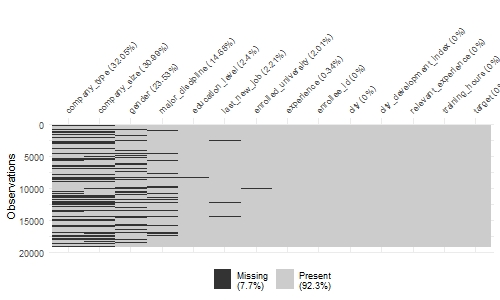 company_type (32.05%)
company_size (30.99%)
gender (23.53%)
major_discipline (14.68%)
education_level (2.4%)
last_new_job (2.21%)
enrolled_university (2.01%)
experience (0.34%)
enrollee_id (0%)
city (0%)
city_development_index (0%)
relevant_experience (0%)
training_hours (0%)
target (0%
0
5000
10000
15000
20000
Observations
Missing
(7.7%)
Present
(92.3%)